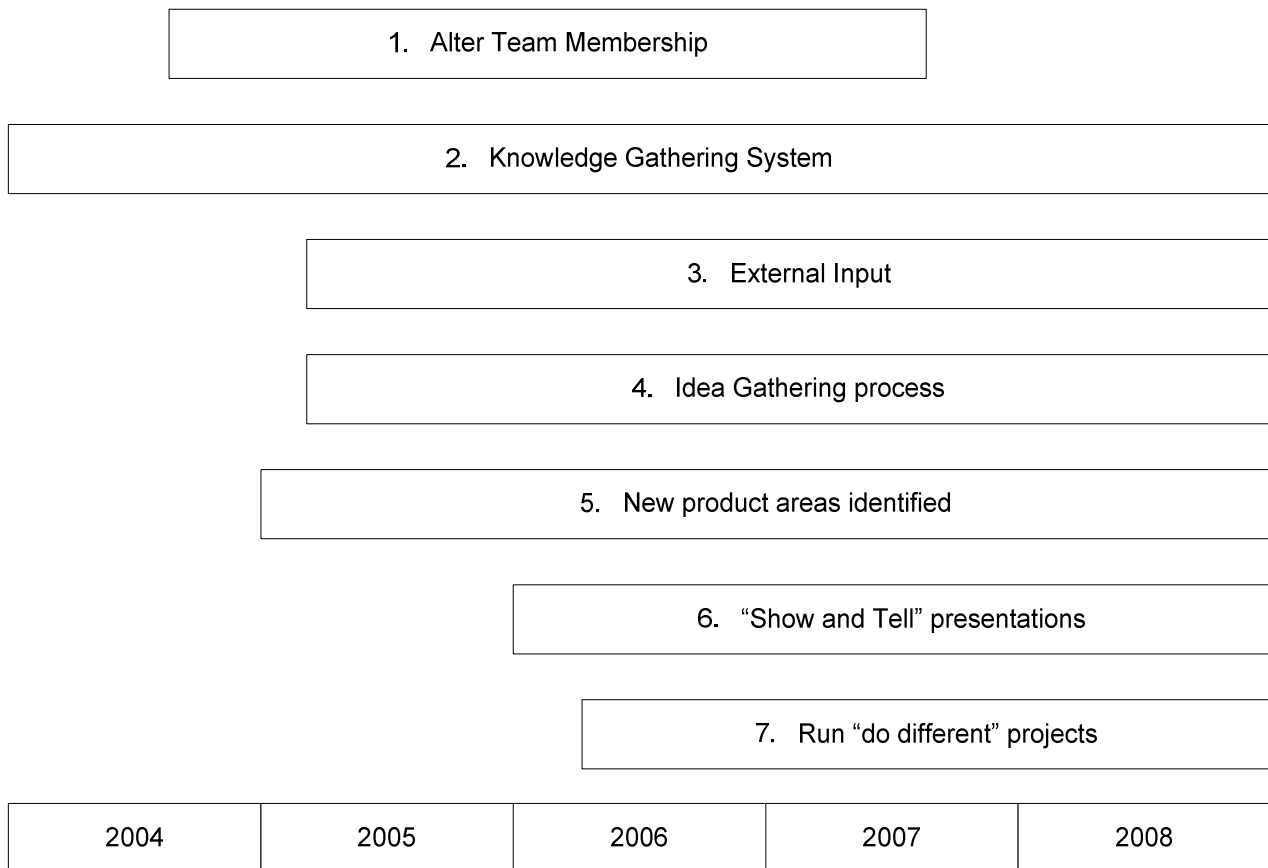 1. Alter Team Membership
2. Knowledge Gathering System
3. External Input
4. Idea Gathering process
5. New product areas identified
6. “Show and Tell” presentations
7. Run “do different” projects
2004 2005 2006 2007 2008